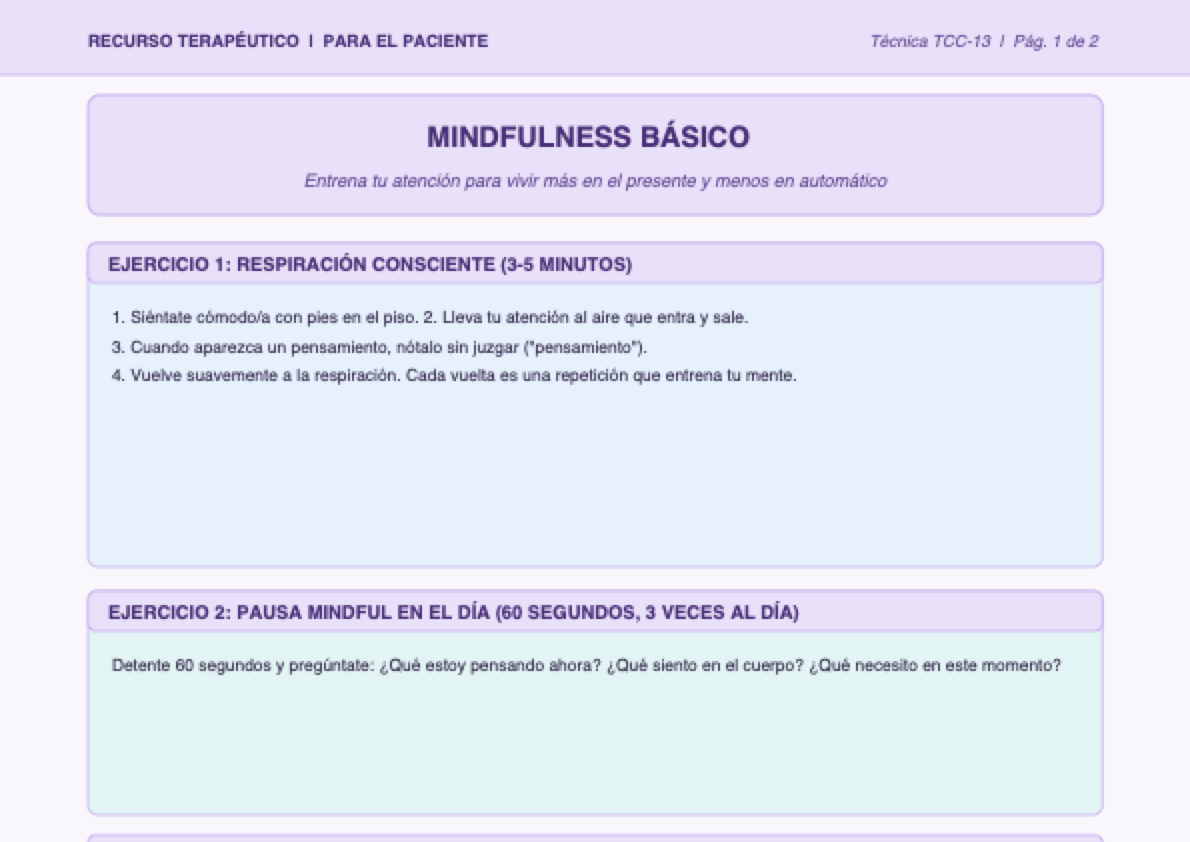 RECURSO TERAPÉUTICO | PARA EL PACIENTE
Técnica TCC-13 | Pág. 1 de 2
MINDFULNESS BÁSICO
Entrena tu atención para vivir más en el presente y menos en automático
EJERCICIO 1: RESPIRACIÓN CONSCIENTE (3-5 MINUTOS)
1. Siéntate cómodo/a con pies en el piso. 2. Lleva tu atención al aire que entra y sale.
3. Cuando aparezca un pensamiento, nótalo sin juzgar ("pensamiento").
4. Vuelve suavemente a la respiración. Cada vuelta es una repetición que entrena tu mente.
EJERCICIO 2: PAUSA MINDFUL EN EL DÍA (60 SEGUNDOS, 3 VECES AL DÍA)
Detente 60 segundos y pregúntate: ¿Qué estoy pensando ahora? ¿Qué siento en el cuerpo? ¿Qué necesito en este momento?